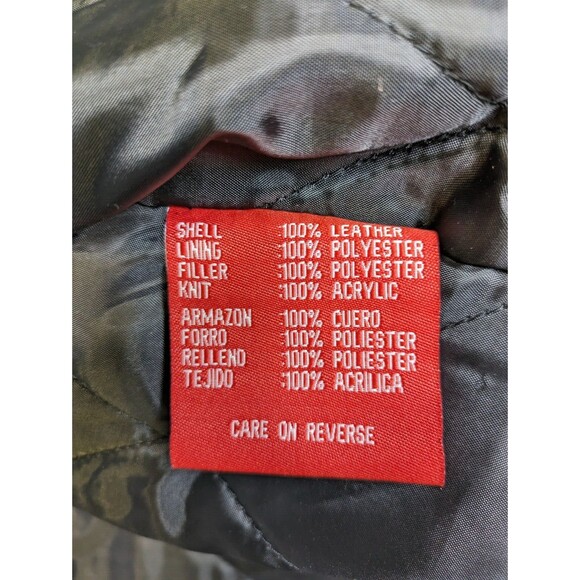 SHELL :100% LEATHER
LINING :100% POLYESTER
FILLER :100% POLYESTER
KNIT :100% ACRYLIC
ARMAZON :100% CUERO
FORRO :100% POLIESTER
RELLEND :100% POLIESTER
TEJIDO :100% ACRILICA
CARE ON REVERSE